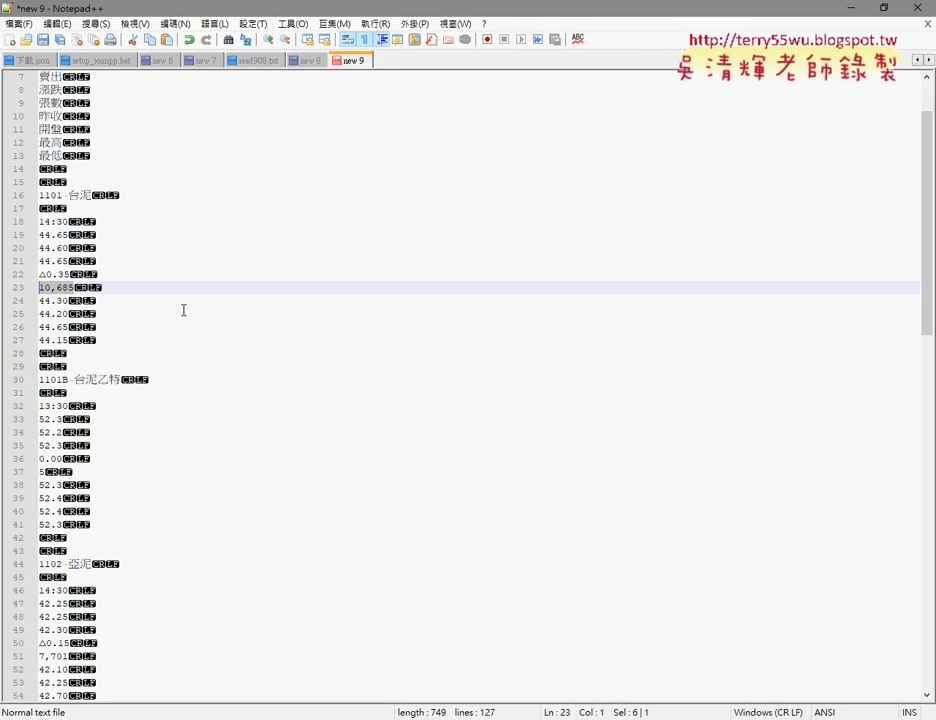 *new 9 - Notepad++
檔案(F) 編輯(E) 搜尋(S) 檢視(V) 編碼(N) 語言(L) 設定(T) 工具(O) 巨集(M) 執行(R) 外掛(P) 視窗(W) ? X
http://terry55wu.blogspot.tw
吳清輝老師錄製
下載.json setup_xampp.bat new 6 new 7 read908.txt new 8 new 9
7 賣出CRLF
8 漲跌CRLF
9 張數CRLF
10 昨收CRLF
11 開盤CRLF
12 最高CRLF
13 最低CRLF
14 CRLF
15 CRLF
16 1101 台泥CRLF
17 CRLF
18 14:30CRLF
19 44.65CRLF
20 44.60CRLF
21 44.65CRLF
22 △0.35CRLF
23 10,685CRLF
24 44.30CRLF
25 44.20CRLF
26 44.65CRLF
27 44.15CRLF
28 CRLF
29 CRLF
30 1101B 台泥乙特CRLF
31 CRLF
32 13:30CRLF
33 52.3CRLF
34 52.2CRLF
35 52.3CRLF
36 0.00CRLF
37 5CRLF
38 52.3CRLF
39 52.4CRLF
40 52.4CRLF
41 52.3CRLF
42 CRLF
43 CRLF
44 1102 亞泥CRLF
45 CRLF
46 14:30CRLF
47 42.25CRLF
48 42.25CRLF
49 42.30CRLF
50 △0.15CRLF
51 7,701CRLF
52 42.10CRLF
53 42.25CRLF
54 42.70CRLF
Normal text file length : 749 lines : 127 Ln : 23 Col : 1 Sel : 6 | 1 Windows (CR LF) ANSI INS